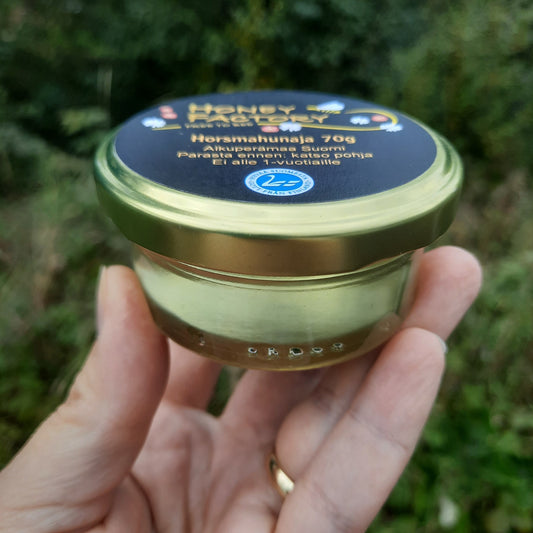 Honey
Factory
Horsmahunaja 70g
Alkuperämaa Suomi
Parasta ennen: katso pohja
Ei alle 1-vuotiaille